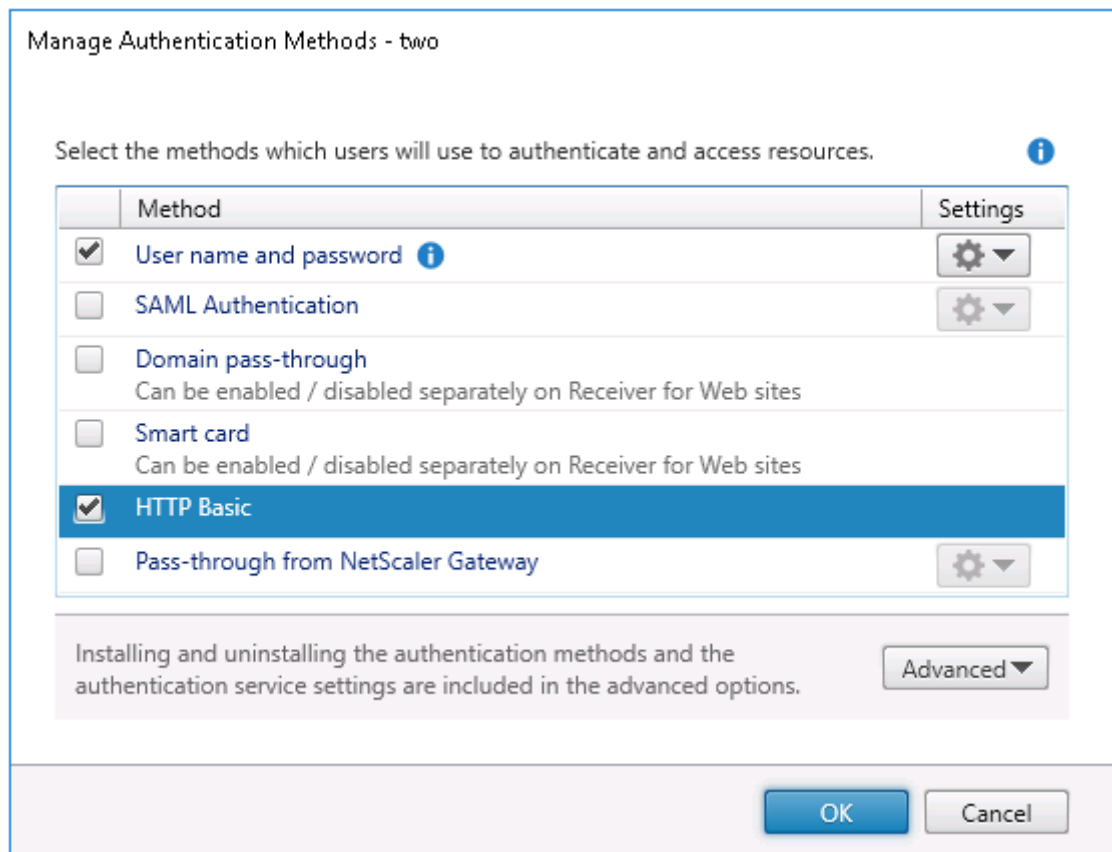 Manage Authentication Methods - two
Select the methods which users will use to authenticate and access resources.
Method Settings
User name and password
SAML Authentication
Domain pass-through
Can be enabled / disabled separately on Receiver for Web sites
Smart card
Can be enabled / disabled separately on Receiver for Web sites
HTTP Basic
Pass-through from NetScaler Gateway
Installing and uninstalling the authentication methods and the
authentication service settings are included in the advanced options.
Advanced
OK Cancel